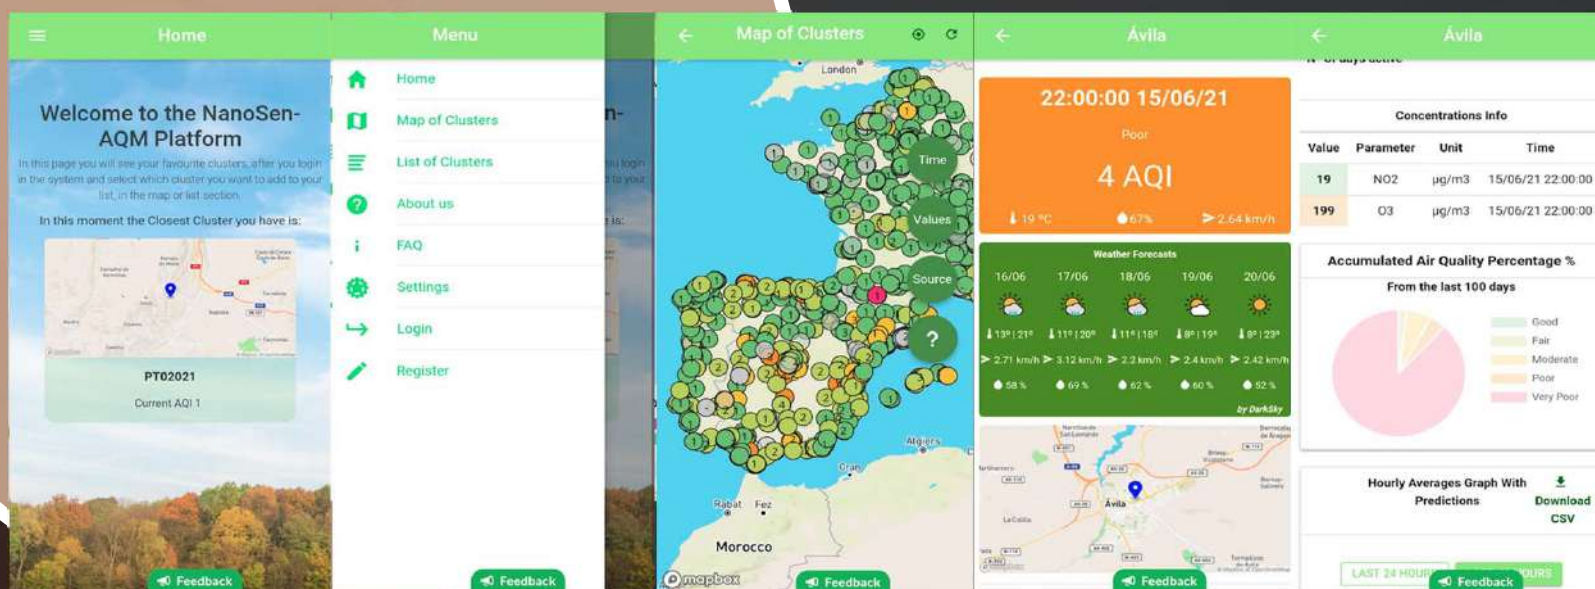 Home
Welcome to the NanoSen-
AQM Platform
In this page you will see your favourite clusters, after you login
in the system and select which cluster you want to add to your
list, in the map or list section.
In this moment the Closest Cluster you have is:
PT02021
Current AQI 1
Feedback
Menu
Home
Map of Clusters
List of Clusters
About us
FAQ
Settings
Login
Register
Feedback
Map of Clusters
London
Time
Values
Source
?
Algiers
Oran
Rabat Fez
Morocco
mapbox
Feedback
Ávila
22:00:00 15/06/21
Poor
4 AQI
19 ºC 67% 2.64 km/h
Weather Forecasts
16/06 17/06 18/06 19/06 20/06
13º|21º 11º|20º 11º|18º 8º|19º 8º|23º
2.71 km/h 3.12 km/h 2.2 km/h 2.4 km/h 2.42 km/h
58 % 69 % 62 % 60 % 52 %
by DarkSky
Ávila
La Colilla
Feedback
Ávila
Concentrations Info
Value Parameter Unit Time
19 NO2 µg/m3 15/06/21 22:00:00
199 O3 µg/m3 15/06/21 22:00:00
Accumulated Air Quality Percentage %
From the last 100 days
Good
Fair
Moderate
Poor
Very Poor
Hourly Averages Graph With
Predictions
Download
CSV
LAST 24 HOUR
OURS
Feedback